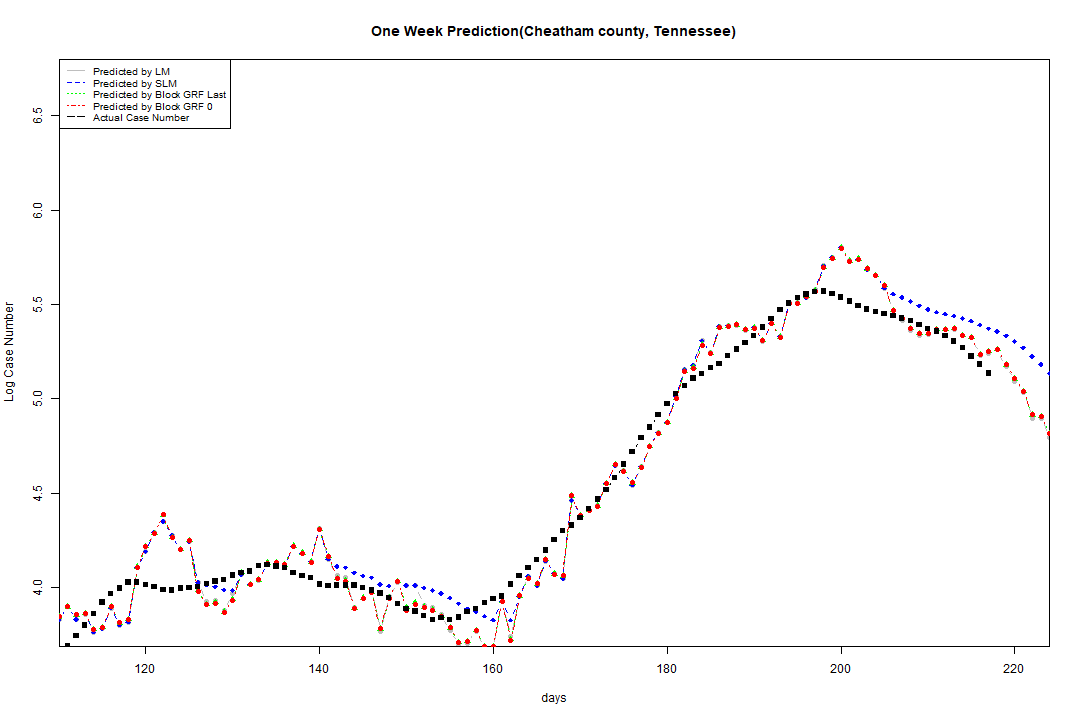 One Week Prediction(Cheatham county, Tennessee)
Predicted by LM
Predicted by SLM
Predicted by Block GRF Last
Predicted by Block GRF 0
Actual Case Number
6.5
6.0
5.5
5.0
4.5
4.0
Log Case Number
120 140 160 180 200 220
days